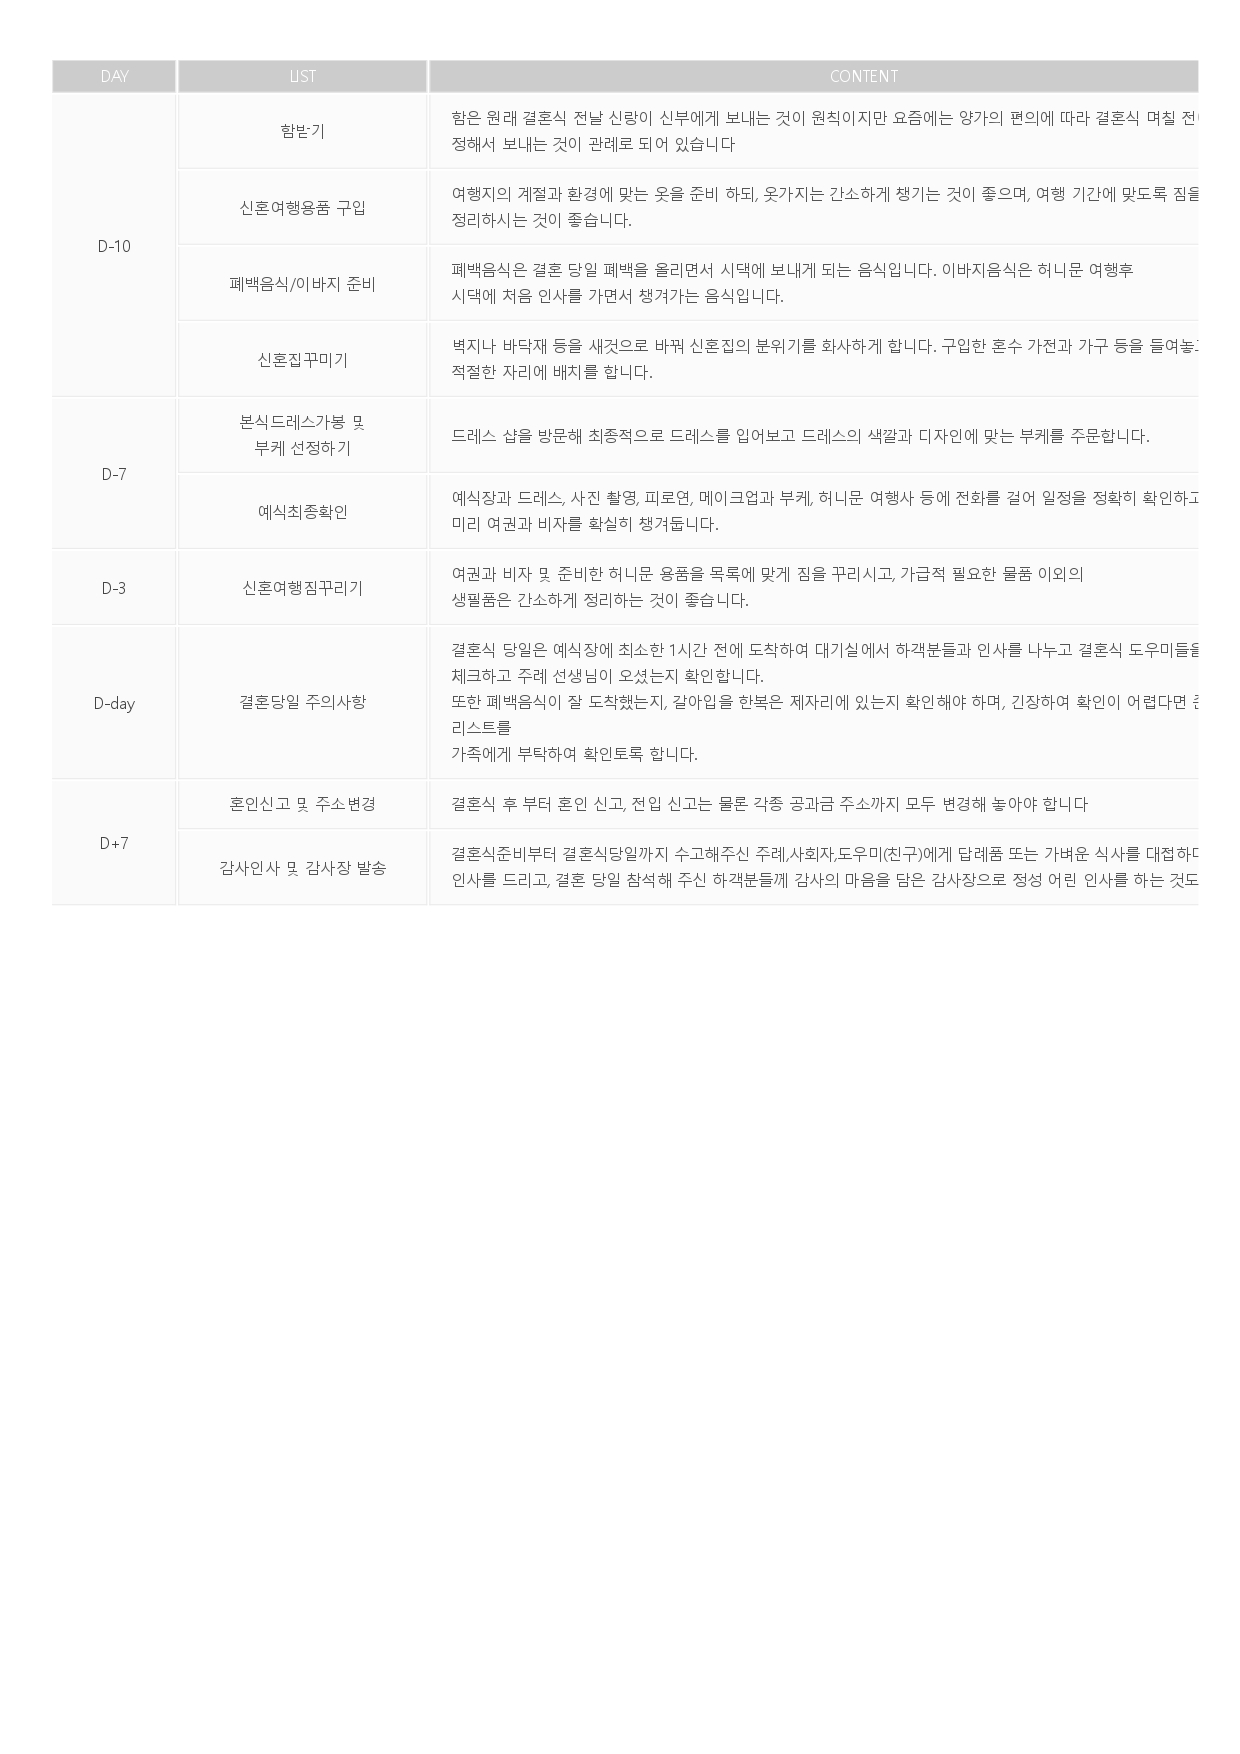 DAY LIST CONTENT
D-10
함받기
함은 원래 결혼식 전날 신랑이 신부에게 보내는 것이 원칙이지만 요즘에는 양가의 편의에 따라 결혼식 며칠
정해서 보내는 것이 관례로 되어 있습니다
신혼여행용품 구입
여행지의 계절과 환경에 맞는 옷을 준비 하되, 옷가지는 간소하게 챙기는 것이 좋으며, 여행 기간에 맞도록 짐을
정리하시는 것이 좋습니다.
폐백음식/이바지 준비
폐백음식은 결혼 당일 폐백을 올리면서 시댁에 보내게 되는 음식입니다. 이바지음식은 허니문 여행후
시댁에 처음 인사를 가면서 챙겨가는 음식입니다.
신혼집꾸미기
벽지나 바닥재 등을 새것으로 바꿔 신혼집의 분위기를 화사하게 합니다. 구입한 혼수 가전과 가구 등을
적절한 자리에 배치를 합니다.
D-7
본식드레스가봉 및
부케 선정하기
드레스 샵을 방문해 최종적으로 드레스를 입어보고 드레스의 색깔과 디자인에 맞는 부케를 주문합니다.
예식최종확인
예식장과 드레스, 사진 촬영, 피로연, 메이크업과 부케, 허니문 여행사 등에 전화를 걸어 일정을 정확히 확인하고
미리 여권과 비자를 확실히 챙겨둡니다.
D-3
신혼여행짐꾸리기
여권과 비자 및 준비한 허니문 용품을 목록에 맞게 짐을 꾸리시고, 가급적 필요한 물품 이외의
생필품은 간소하게 정리하는 것이 좋습니다.
D-day
결혼당일 주의사항
결혼식 당일은 예식장에 최소한 1시간 전에 도착하여 대기실에서 하객분들과 인사를 나누고 결혼식 도우미들을
체크하고 주례 선생님이 오셨는지 확인합니다.
또한 폐백음식이 잘 도착했는지, 갈아입을 한복은 제자리에 있는지 확인해야 하며, 긴장하여 확인이 어렵다면
리스트를
가족에게 부탁하여 확인토록 합니다.
D+7
혼인신고 및 주소변경
결혼식 후 부터 혼인 신고, 전입 신고는 물론 각종 공과금 주소까지 모두 변경해 놓아야 합니다
감사인사 및 감사장 발송
결혼식준비부터 결혼식당일까지 수고해주신 주례,사회자,도우미(친구)에게 답례품 또는 가벼운 식사를
인사를 드리고, 결혼 당일 참석해 주신 하객분들께 감사의 마음을 담은 감사장으로 정성 어린 인사를 하는 것도